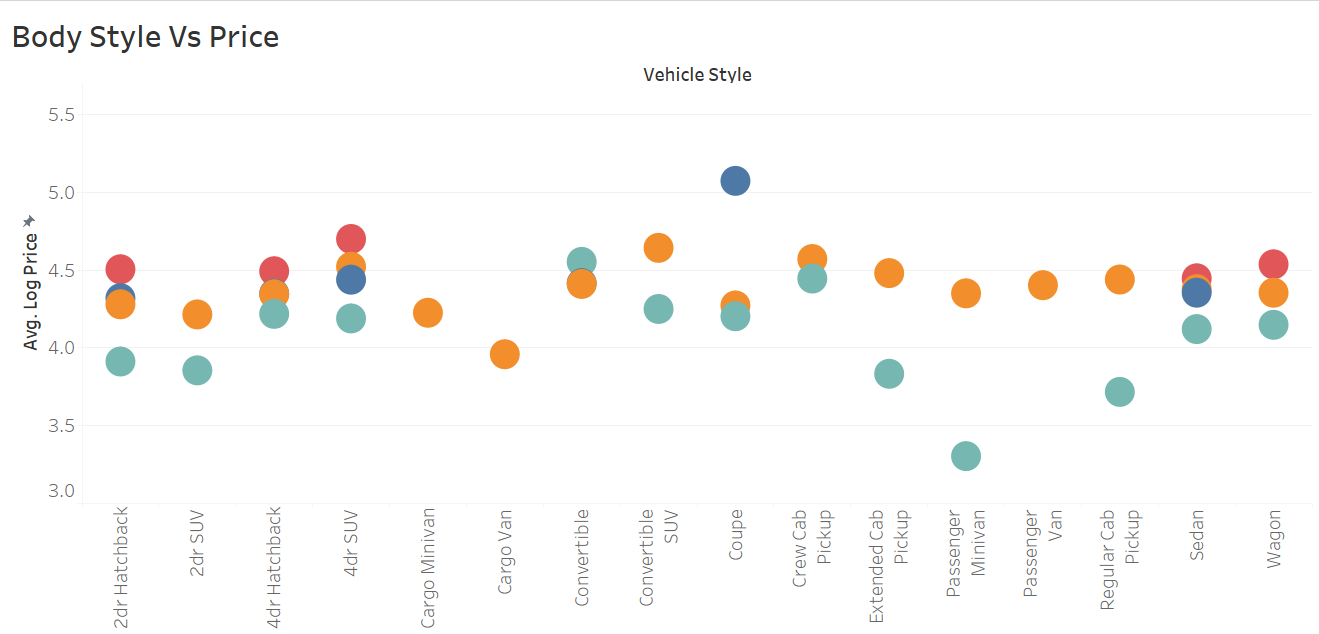 Body Style Vs Price
Vehicle Style
Avg. Log Price
5.5
5.0
4.5
4.0
3.5
3.0
2dr Hatchback
2dr SUV
4dr Hatchback
4dr SUV
Cargo Minivan
Cargo Van
Convertible
Convertible
SUV
Coupe
Crew Cab
Pickup
Extended Cab
Pickup
Passenger
Minivan
Passenger
Van
Regular Cab
Pickup
Sedan
Wagon